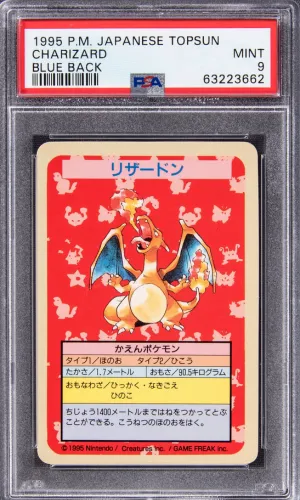 1995 P.M. JAPANESE TOPSUN
CHARIZARD MINT
BLUE BACK 9
PSA 63223662
リザードン
かえんポケモン
タイプ1/ほのお タイプ2/ひこう
たかさ/1.7メートル おもさ/90.5キログラム
おもなわざ/ひっかく・なきごえ
ひのこ
ちじょう1400メートルまではねをつかってとぶ
ことができる。こうねつのほのおをはく。
©1995 Nintendo / Creatures inc. / GAME FREAK inc.